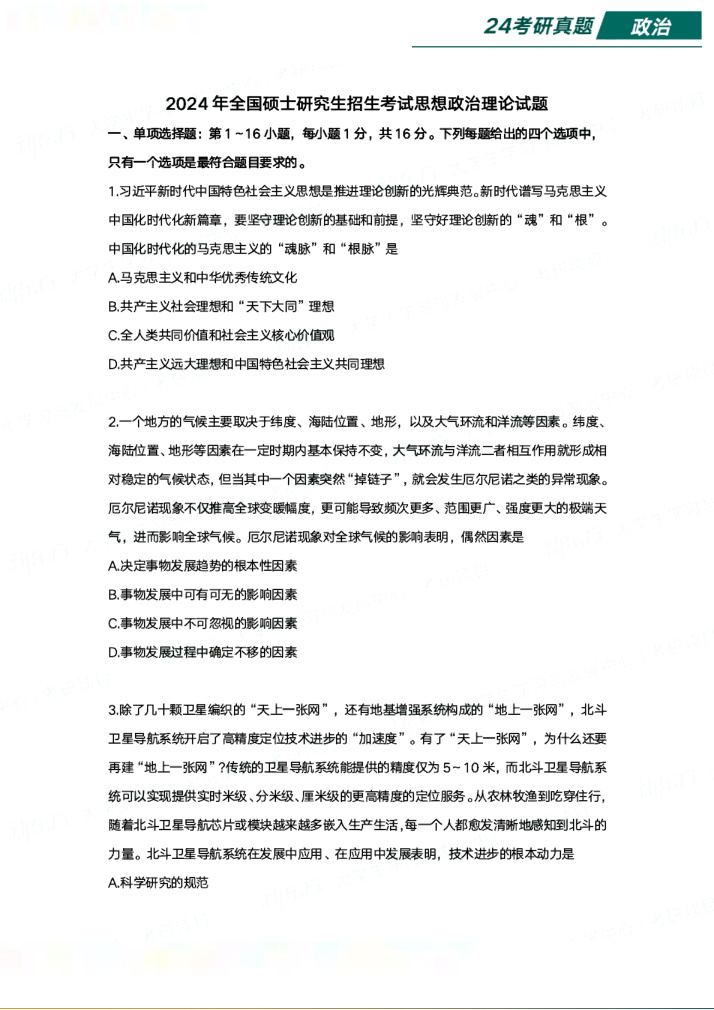 24考研真题 政治
2024 年全国硕士研究生招生考试思想政治理论试题
一、单项选择题：第 1～16 小题，每小题 1 分，共 16 分。下列每题给出的四个选项中，
只有一个选项是最符合题目要求的。
1.习近平新时代中国特色社会主义思想是推进理论创新的光辉典范。新时代谱写马克思主义
中国化时代化新篇章，要坚守理论创新的基础和前提，坚守好理论创新的“魂”和“根”。
中国化时代化的马克思主义的“魂脉”和“根脉”是
A.马克思主义和中华优秀传统文化
B.共产主义社会理想和“天下大同”理想
C.全人类共同价值和社会主义核心价值观
D.共产主义远大理想和中国特色社会主义共同理想
2.一个地方的气候主要取决于纬度、海陆位置、地形，以及大气环流和洋流等因素。纬度、
海陆位置、地形等因素在一定时期内基本保持不变，大气环流与洋流二者相互作用就形成相
对稳定的气候状态，但当其中一个因素突然“掉链子”，就会发生厄尔尼诺之类的异常现象。
厄尔尼诺现象不仅推高全球变暖幅度，更可能导致频次更多、范围更广、强度更大的极端天
气，进而影响全球气候。厄尔尼诺现象对全球气候的影响表明，偶然因素是
A.决定事物发展趋势的根本性因素
B.事物发展中可有可无的影响因素
C.事物发展中不可忽视的影响因素
D.事物发展过程中确定不移的因素
3.除了几十颗卫星编织的“天上一张网”，还有地基增强系统构成的“地上一张网”，北斗
卫星导航系统开启了高精度定位技术进步的“加速度”。有了“天上一张网”，为什么还要
再建“地上一张网”?传统的卫星导航系统能提供的精度仅为 5～10 米，而北斗卫星导航系
统可以实现提供实时米级、分米级、厘米级的更高精度的定位服务。从农林牧渔到吃穿住行，
随着北斗卫星导航芯片或模块越来越多嵌入生产生活，每一个人都愈发清晰地感知到北斗的
力量。北斗卫星导航系统在发展中应用、在应用中发展表明，技术进步的根本动力是
A.科学研究的规范